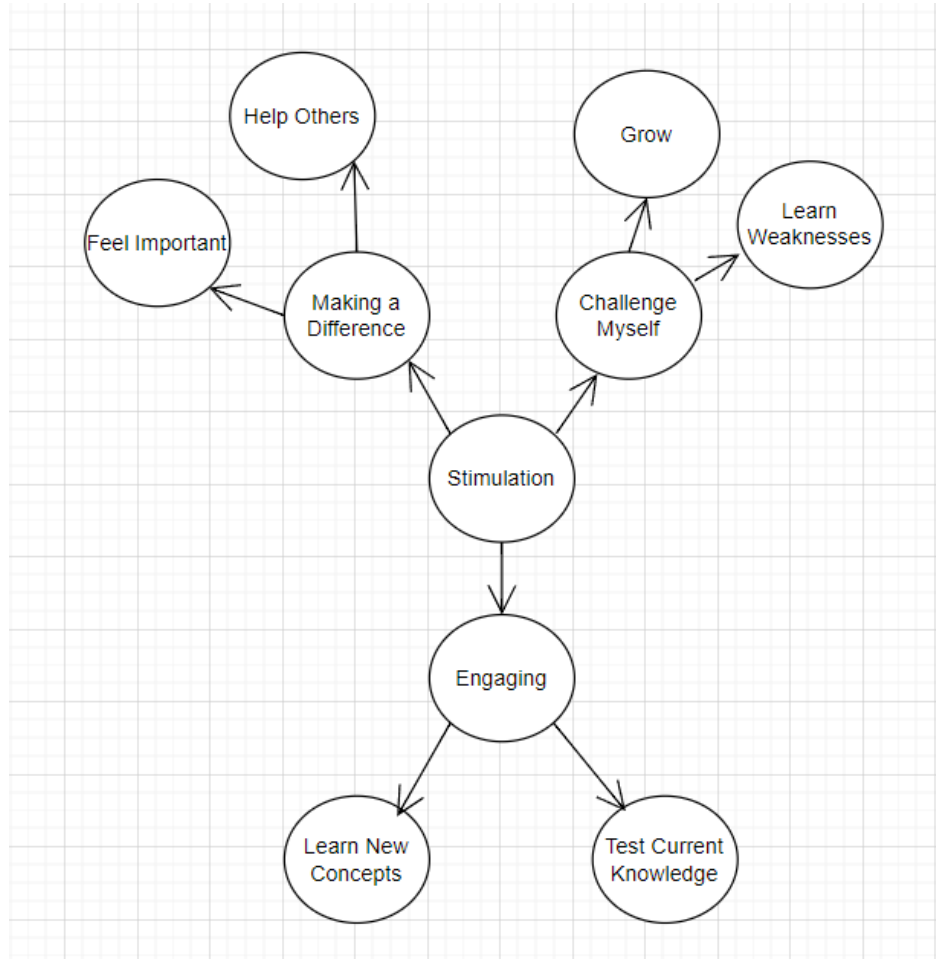 Help Others
Grow
Learn
Weaknesses
Feel Important
Making a
Difference
Challenge
Myself
Stimulation
Engaging
Learn New
Concepts
Test Current
Knowledge